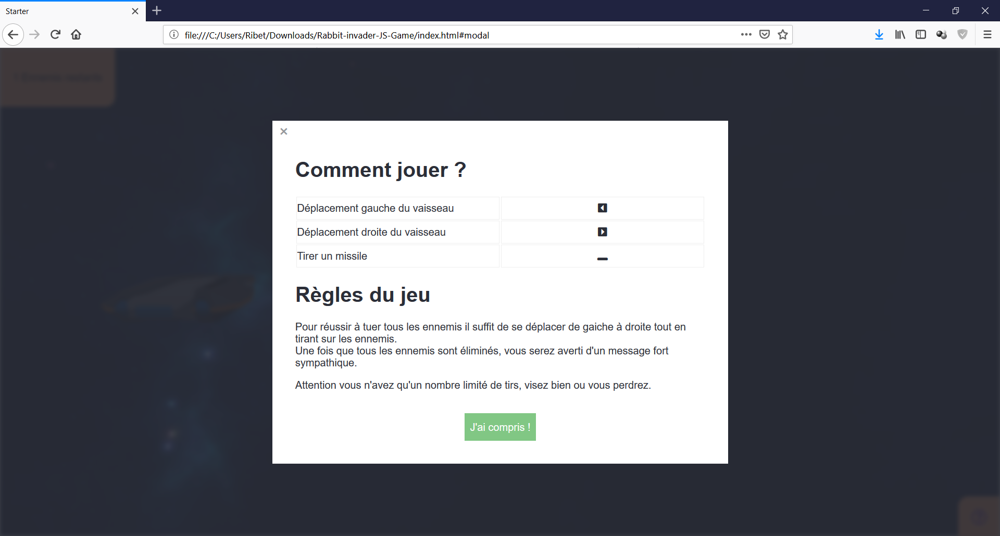 Starter
file:///C:/Users/Ribet/Downloads/Rabbit-invader-JS-Game/index.html#modal
Comment jouer ?
Déplacement gauche du vaisseau
Déplacement droite du vaisseau
Tirer un missile
Règles du jeu
Pour réussir à tuer tous les ennemis il suffit de se déplacer de gaiche à droite tout en
tirant sur les ennemis.
Une fois que tous les ennemis sont éliminés, vous serez averti d'un message fort
sympathique.
Attention vous n'avez qu'un nombre limité de tirs, visez bien ou vous perdrez.
J'ai compris !